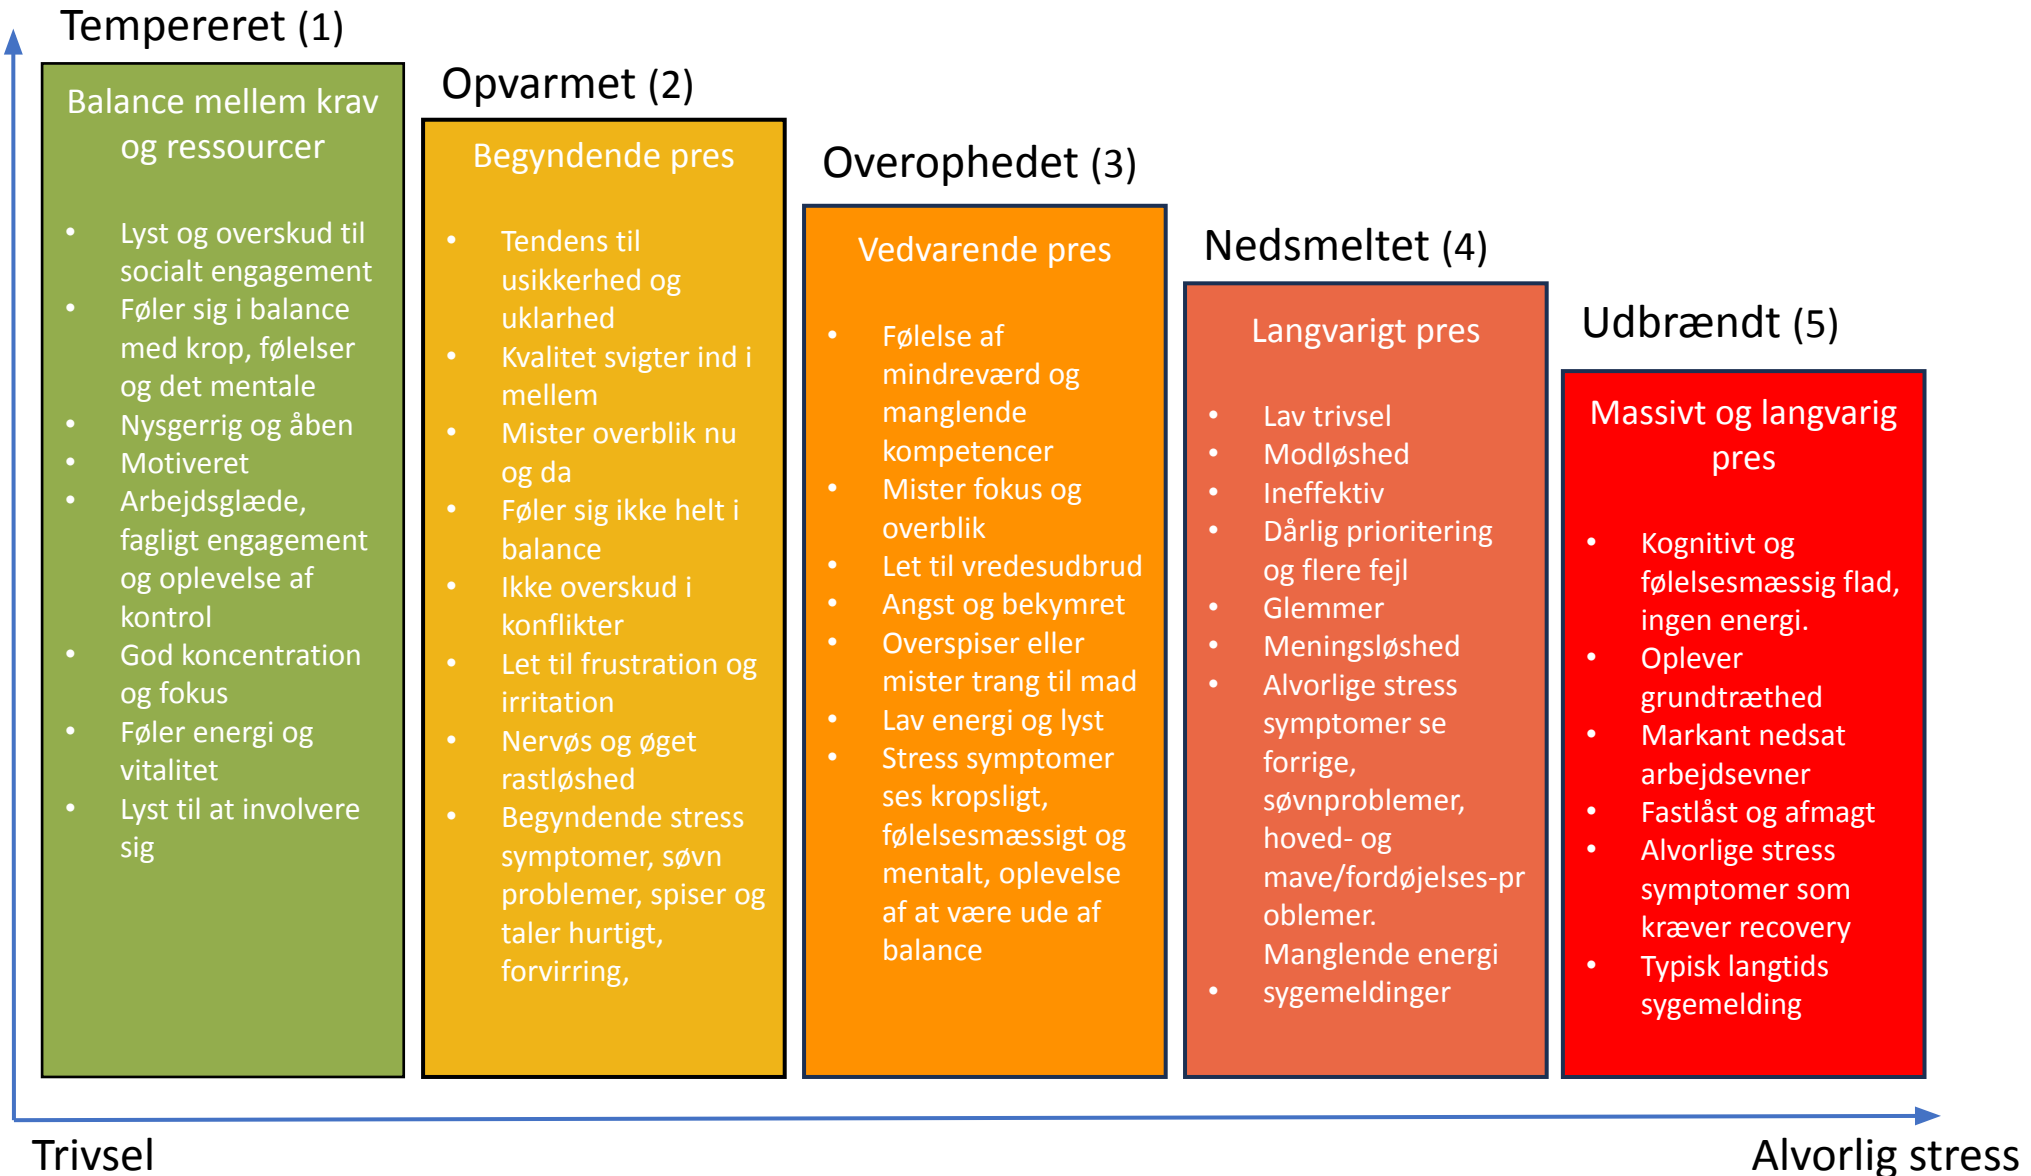 Tempereret (1)
Balance mellem krav
og ressourcer
• Lyst og overskud til
socialt engagement
• Føler sig i balance
med krop, følelser
og det mentale
• Nysgerrig og åben
• Motiveret
• Arbejdsglæde,
fagligt engagement
og oplevelse af
kontrol
• God koncentration
og fokus
• Føler energi og
vitalitet
• Lyst til at involvere
sig
Opvarmet (2)
Begyndende pres
• Tendens til
usikkerhed og
uklarhed
• Kvalitet svigter ind i
mellem
• Mister overblik nu
og da
• Føler sig ikke helt i
balance
• Ikke overskud i
konflikter
• Let til frustration og
irritation
• Nervøs og øget
rastløshed
• Begyndende stress
symptomer, søvn
problemer, spiser og
taler hurtigt,
forvirring,
Overophedet (3)
Vedvarende pres
• Følelse af
mindreværd og
manglende
kompetencer
• Mister fokus og
overblik
• Let til vredesudbrud
• Angst og bekymret
• Overspiser eller
mister trang til mad
• Lav energi og lyst
• Stress symptomer
ses kropsligt,
følelsesmæssigt og
mentalt, oplevelse
af at være ude af
balance
Nedsmeltet (4)
Langvarigt pres
• Lav trivsel
• Modløshed
• Ineffektiv
• Dårlig prioritering
og flere fejl
• Glemmer
• Meningsløshed
• Alvorlige stress
symptomer se
forrige,
søvnproblemer,
hoved- og
mave/fordøjelses-pr
oblemer.
Manglende energi
• sygemeldinger
Udbrændt (5)
Massivt og langvarig
pres
• Kognitivt og
følelsesmæssig flad,
ingen energi.
• Oplever
grundtræthed
• Markant nedsat
arbejdsevner
• Fastlåst og afmagt
• Alvorlige stress
symptomer som
kræver recovery
• Typisk langtids
sygemelding
Trivsel
Alvorlig stress